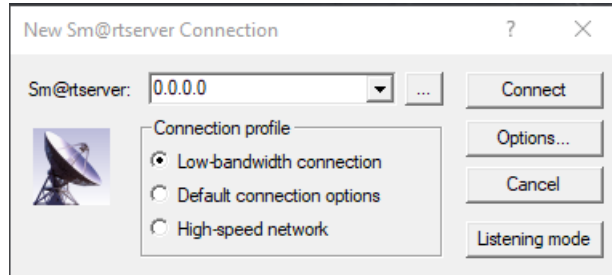 New Sm@rtserver Connection ? ×
Sm@rtserver: 0.0.0.0 ... Connect
Connection profile
Low-bandwidth connection
Default connection options
High-speed network
Options...
Cancel
Listening mode